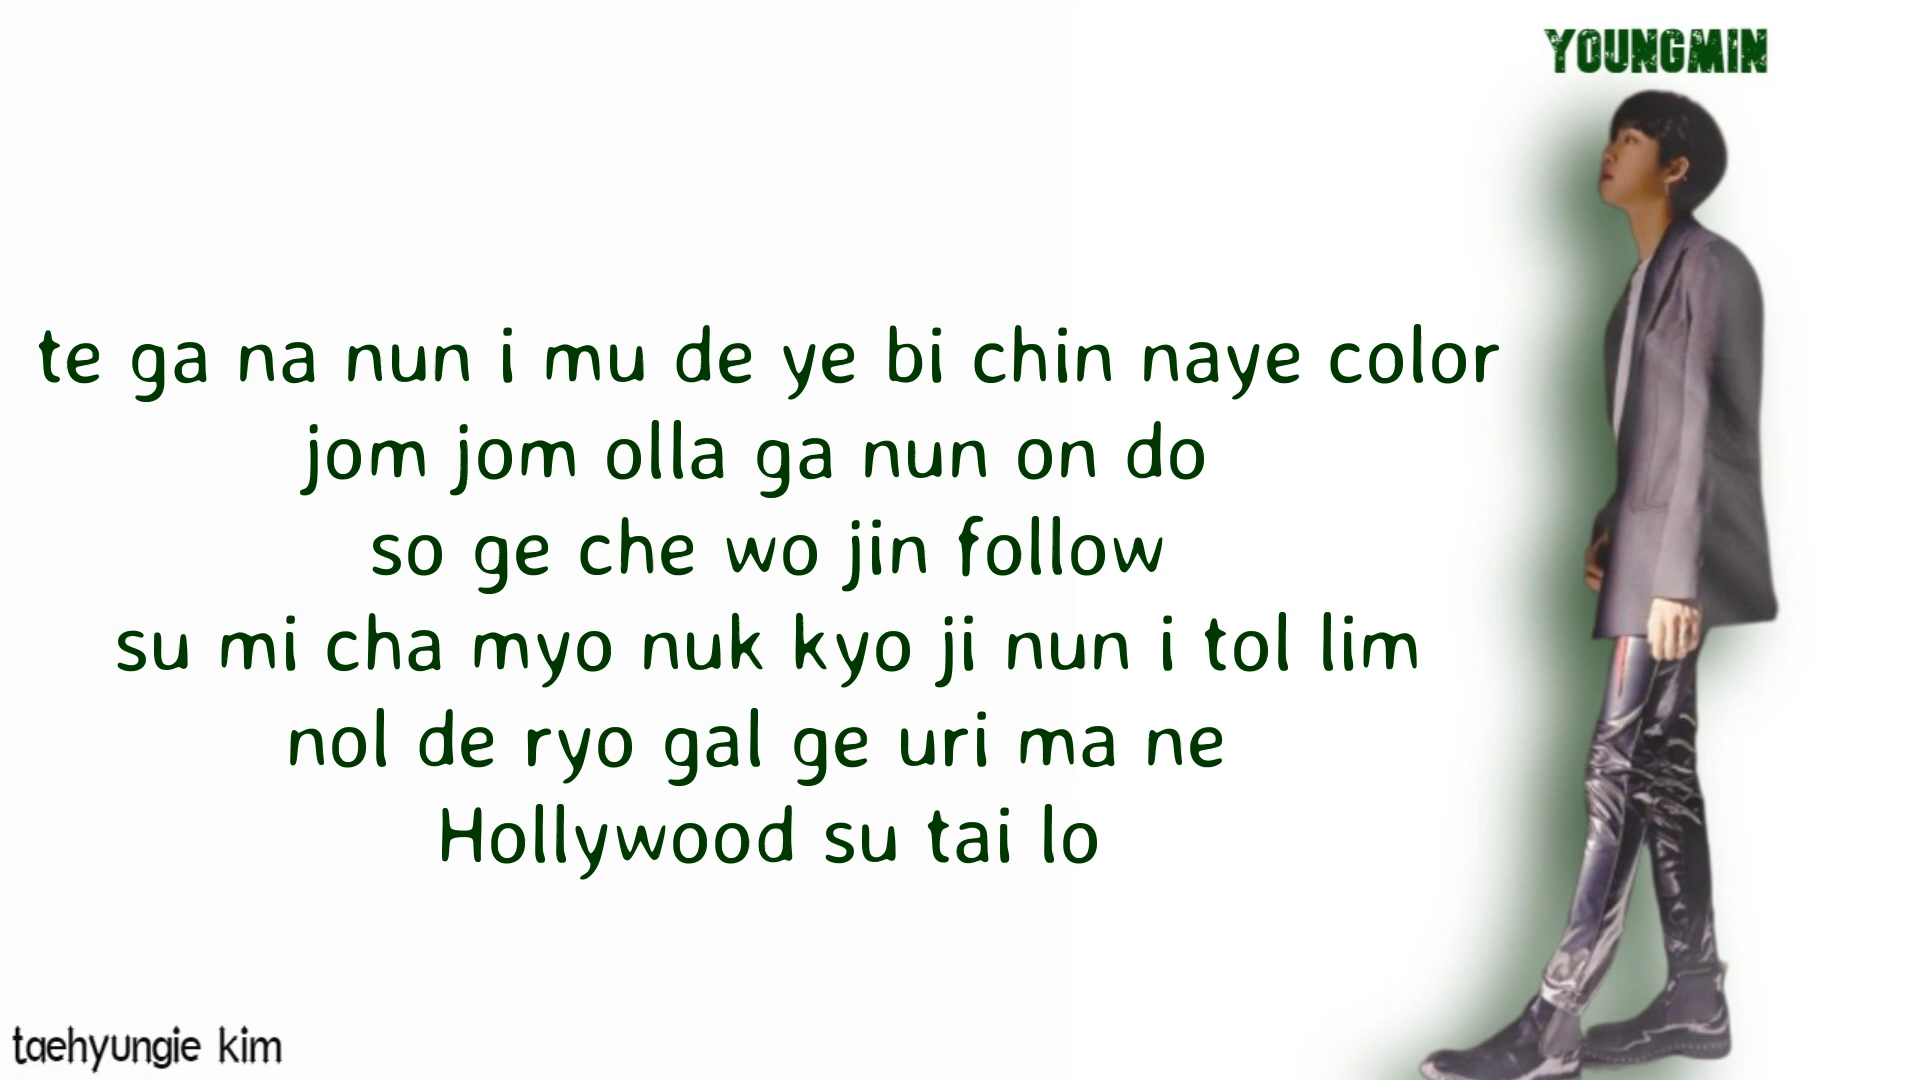 YOUNGMIN
te ga na nun i mu de ye bi chin naye color
jom jom olla ga nun on do
so ge che wo jin follow
su mi cha myo nuk kyo ji nun i tol lim
nol de ryo gal ge uri ma ne
Hollywood su tai lo
taehyungie kim